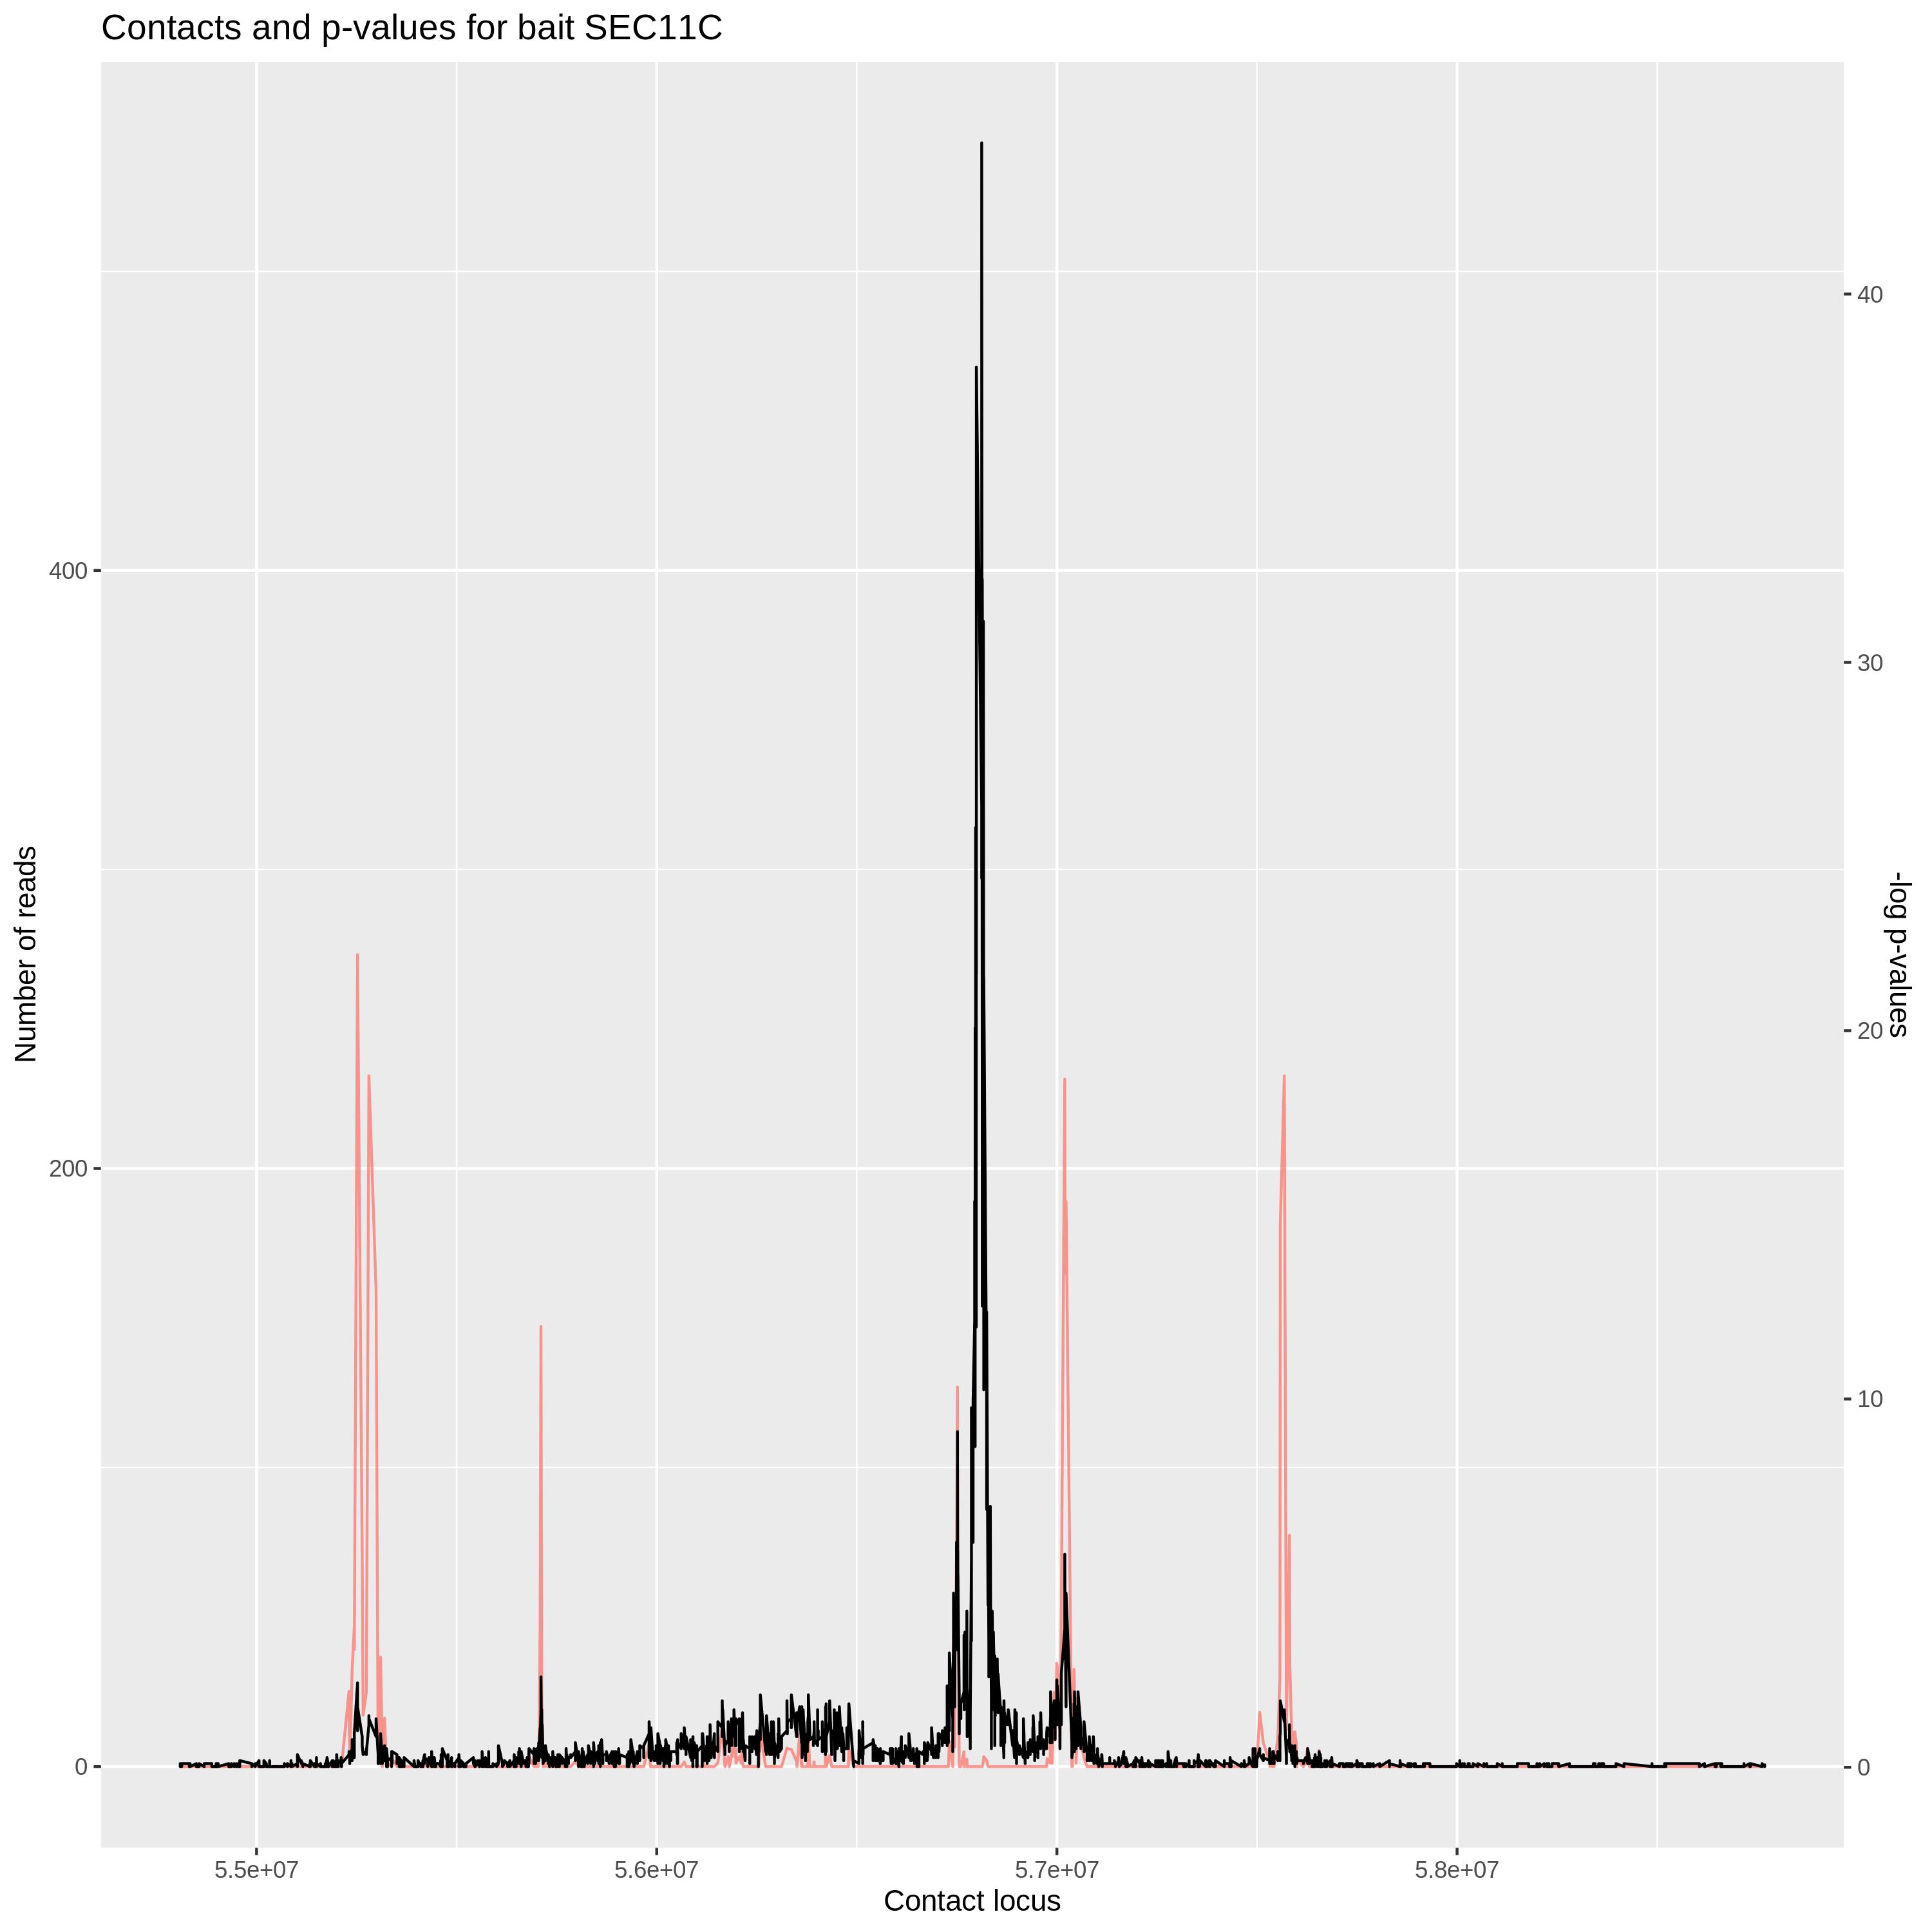 Contacts and p-values for bait SEC11C
Number of reads
400
200
0
40
30
20
10
0
-log p-values
5.5e+07
5.6e+07
5.7e+07
5.8e+07
Contact locus